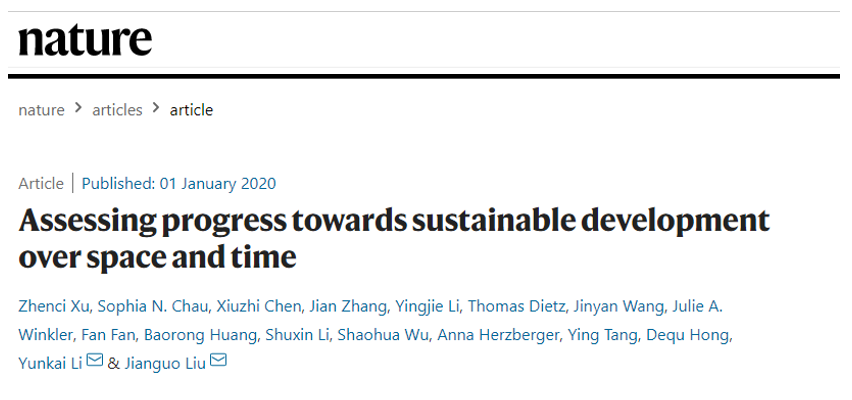 nature
nature > articles > article
Article | Published: 01 January 2020
Assessing progress towards sustainable development
over space and time
Zhenci Xu, Sophia N. Chau, Xiuzhi Chen, Jian Zhang, Yingjie Li, Thomas Dietz, Jinyan Wang, Julie A.
Winkler, Fan Fan, Baorong Huang, Shuxin Li, Shaohua Wu, Anna Herzberger, Ying Tang, Dequ Hong,
Yunkai Li & Jianguo Liu